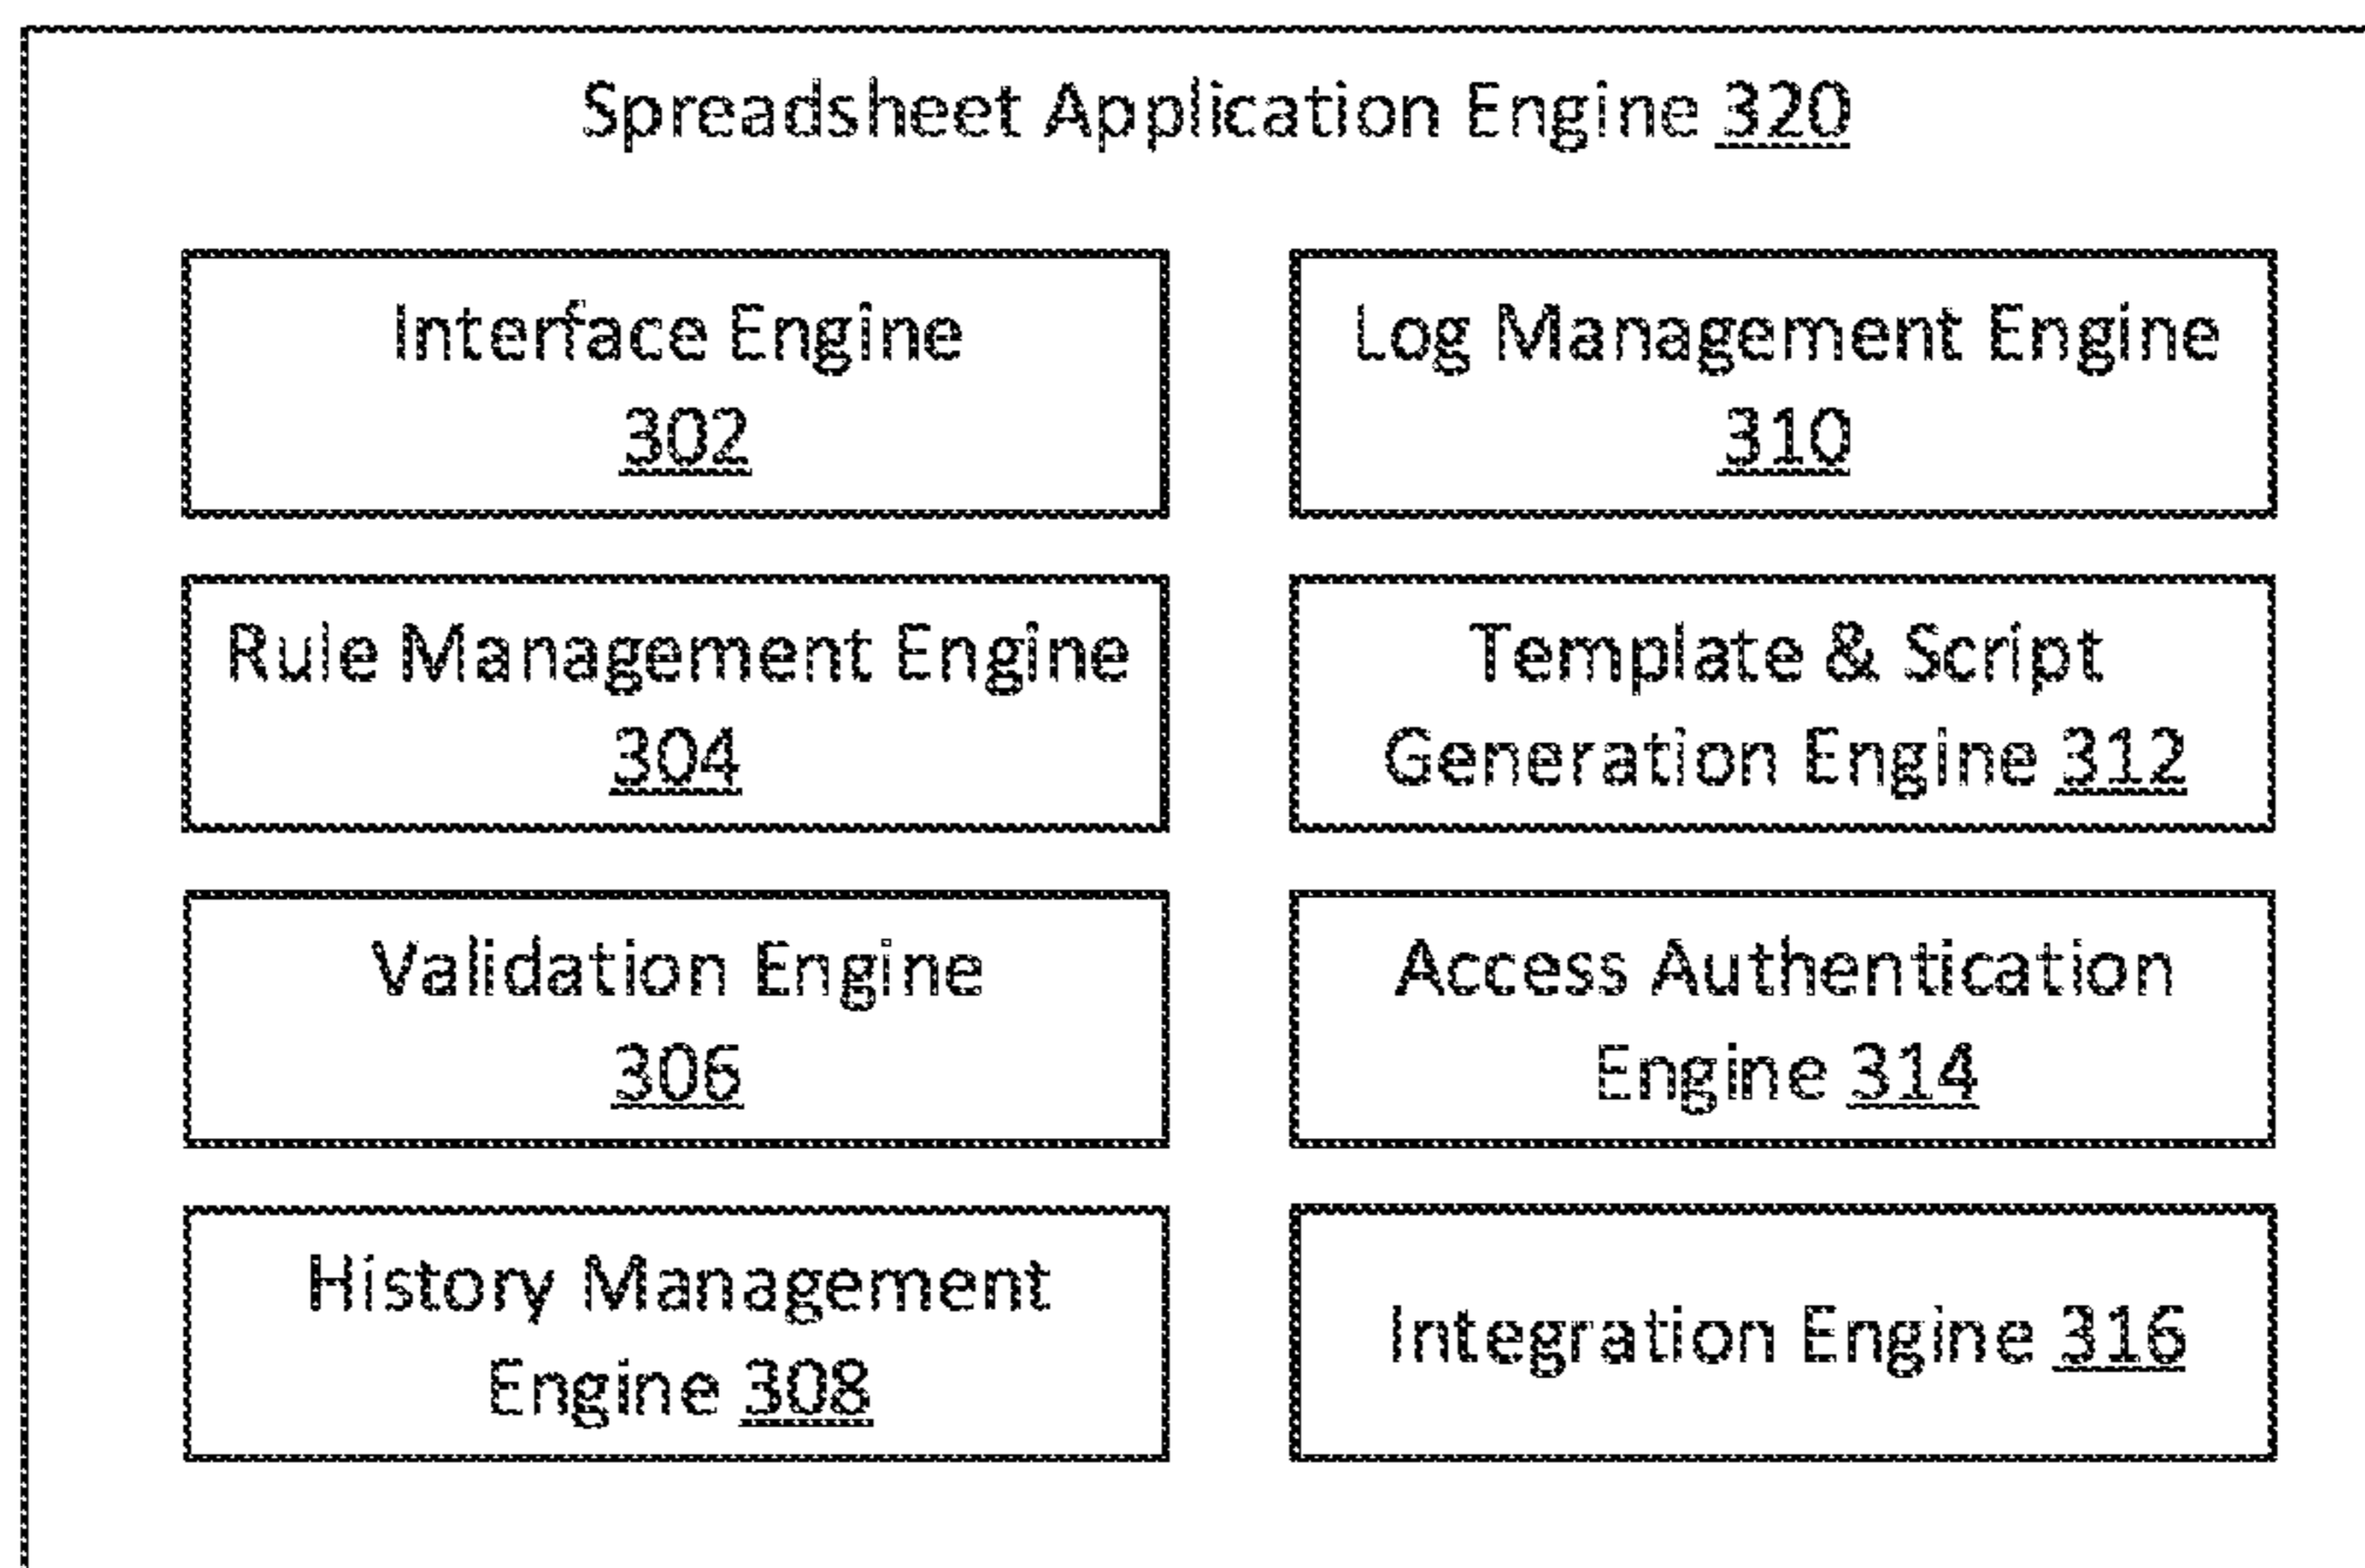 Spreadsheet Application Engine 320
Interface Engine
302
Log Management Engine
310
Rule Management Engine
304
Template & Script
Generation Engine 312
Validation Engine
306
Access Authentication
Engine 314
History Management
Engine 308
Integration Engine 316